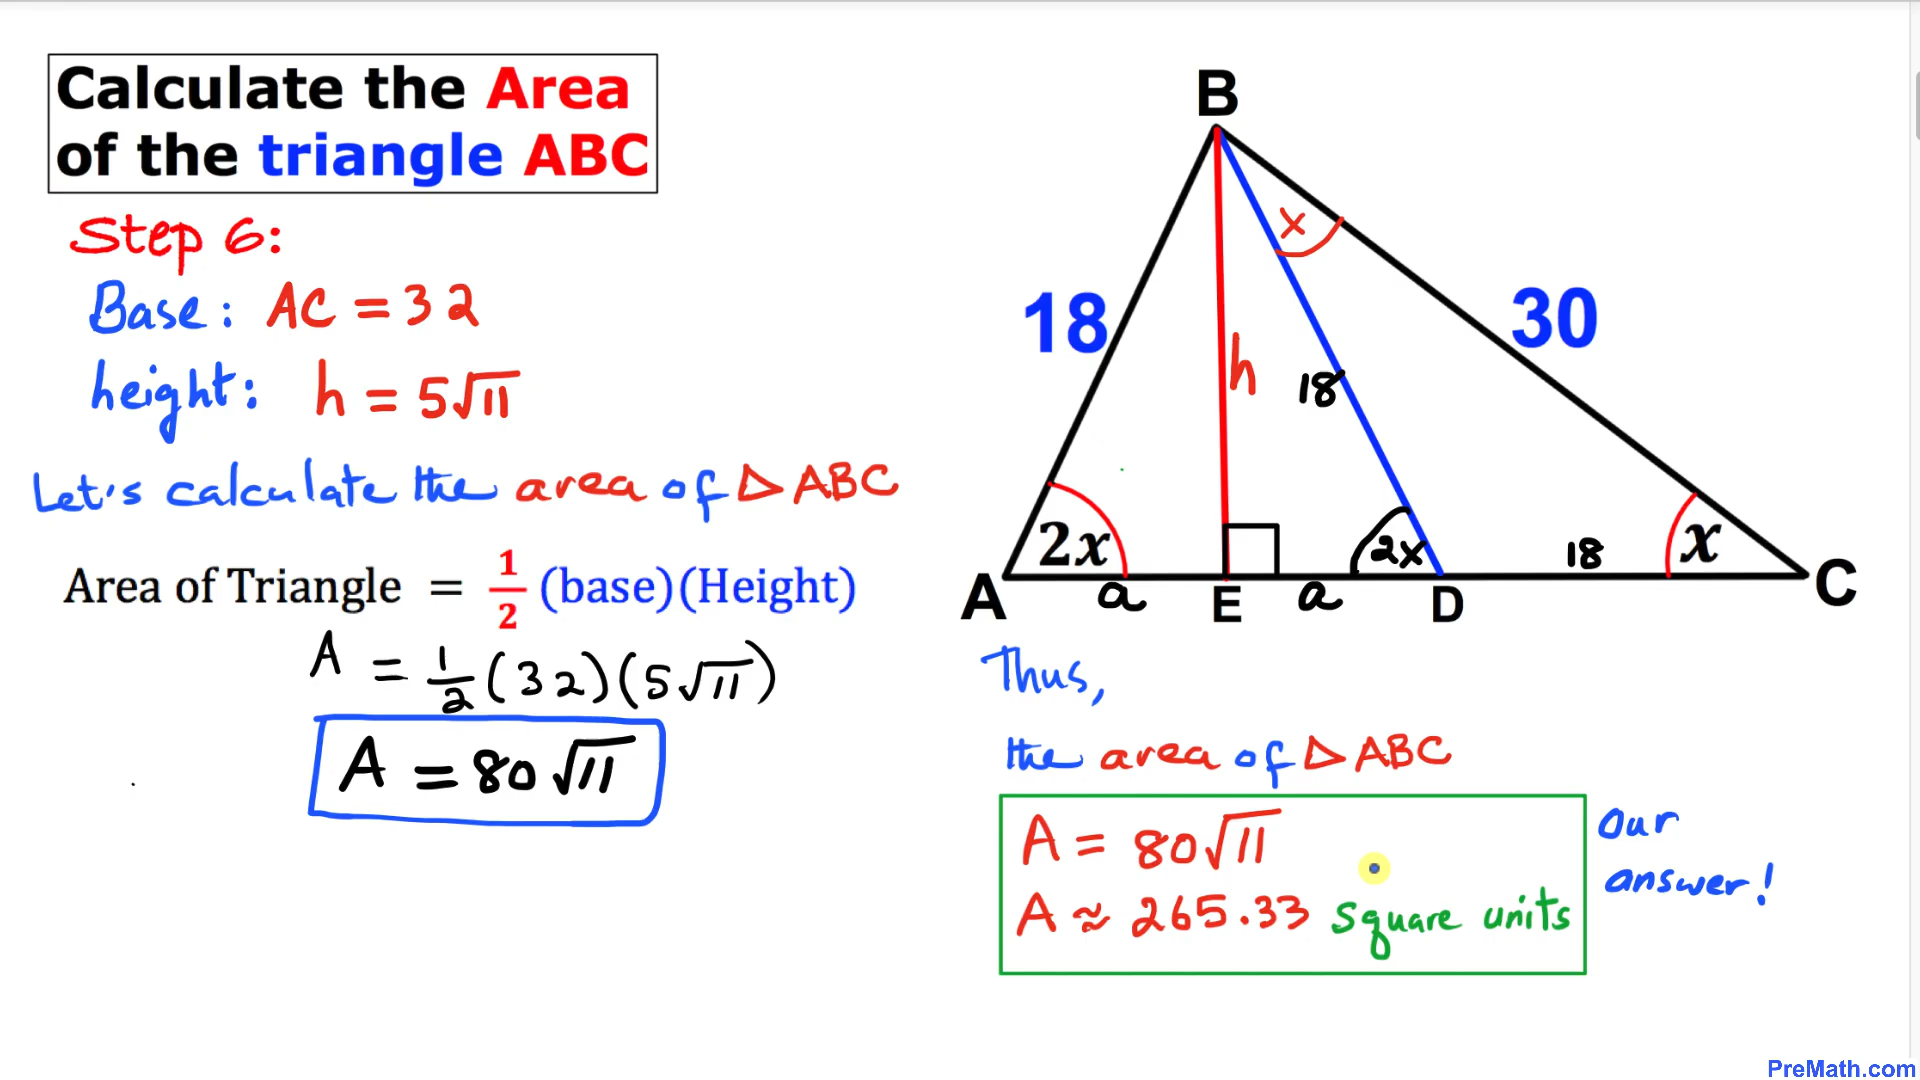 Calculate the Area
of the triangle ABC
Step 6:
Base: AC = 32
height: h = 5√11
Let's calculate the area of △ABC
Area of Triangle = 1/2 (base)(Height)
A = 1/2 (32)(5√11)
A = 80√11
B
x
18
30
h
18
2x
2x
18
x
A
a
E
a
D
C
Thus,
the area of △ABC
A = 80√11
A ≈ 265.33 square units
Our
answer!
PreMath.com